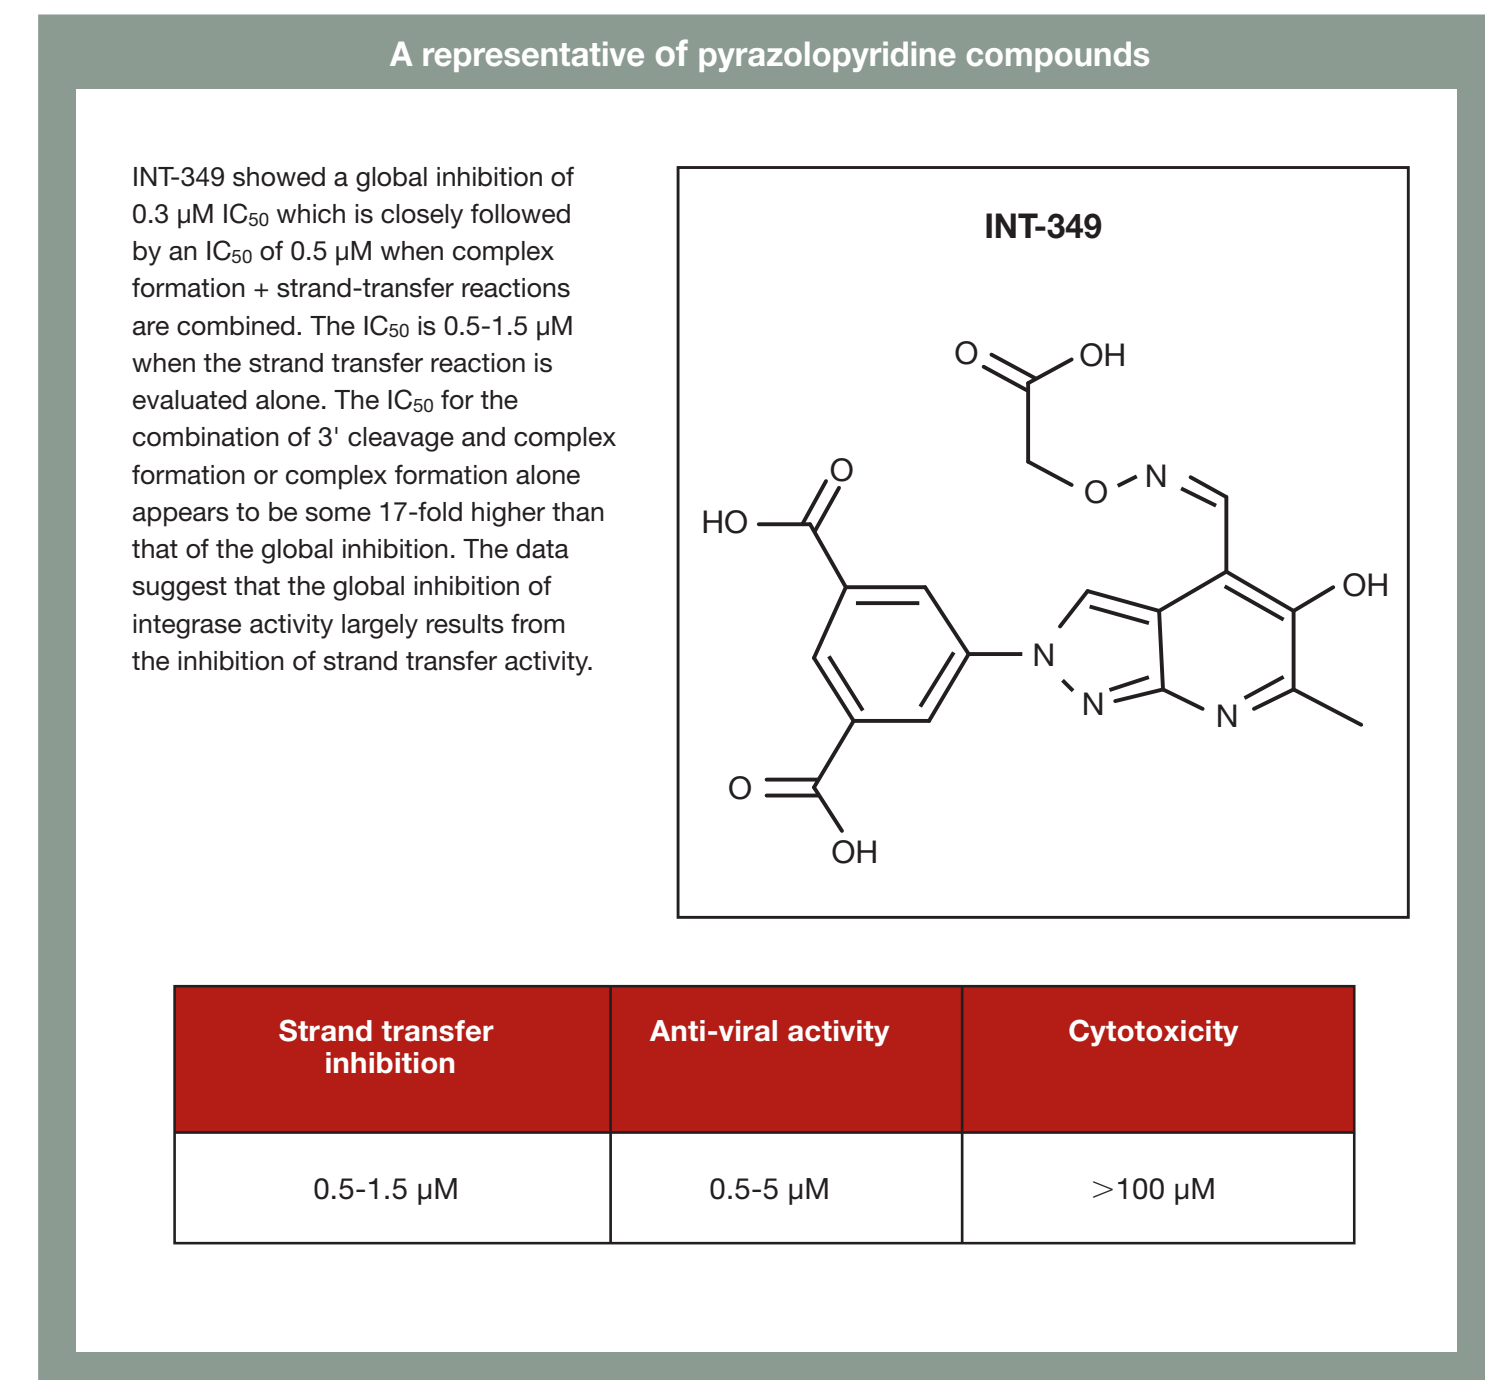 A representative of pyrazolopyridine compounds
INT-349 showed a global inhibition of
0.3 µM IC50 which is closely followed
by an IC50 of 0.5 µM when complex
formation + strand-transfer reactions
are combined. The IC50 is 0.5-1.5 µM
when the strand transfer reaction is
evaluated alone. The IC50 for the
combination of 3' cleavage and complex
formation or complex formation alone
appears to be some 17-fold higher than
that of the global inhibition. The data
suggest that the global inhibition of
integrase activity largely results from
the inhibition of strand transfer activity.
INT-349
O OH
O
O N
HO
OH
N
N N
O
OH
Strand transfer
inhibition
Anti-viral activity
Cytotoxicity
0.5-1.5 µM
0.5-5 µM
>100 µM